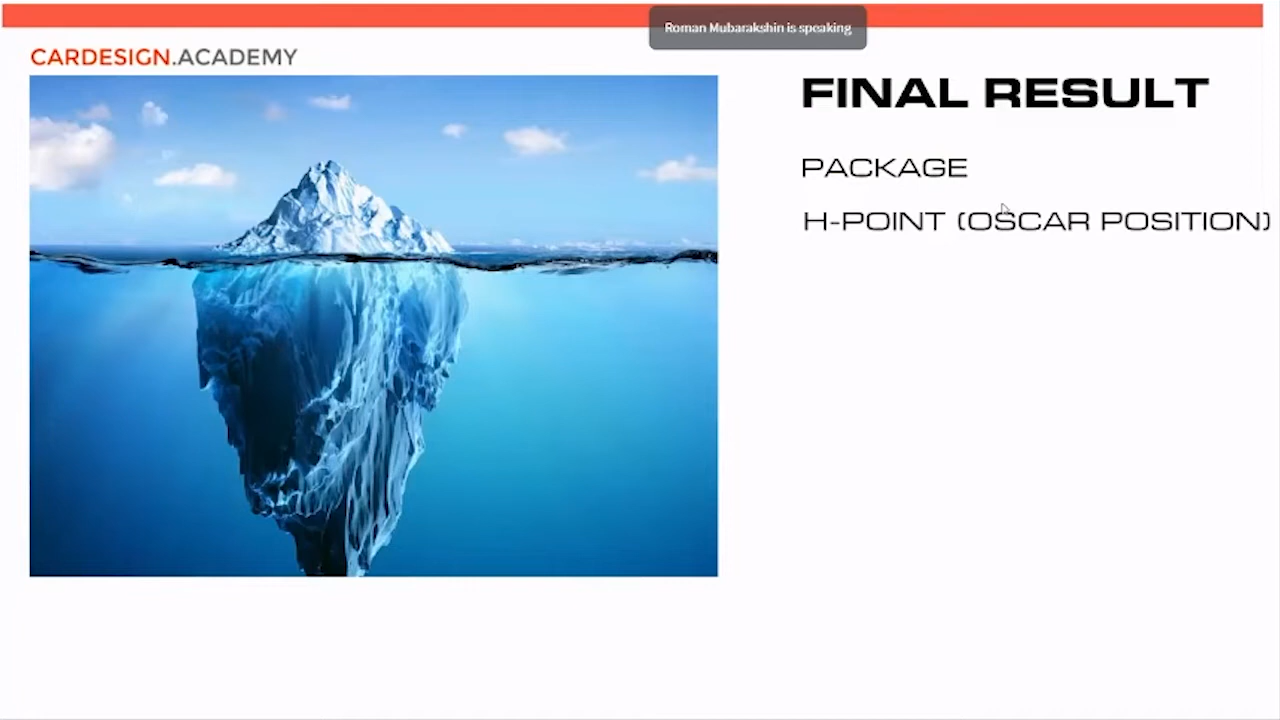 Roman Mubarakshin is speaking
CARDESIGN.ACADEMY
FINAL RESULT
PACKAGE
H-POINT (OSCAR POSITION)